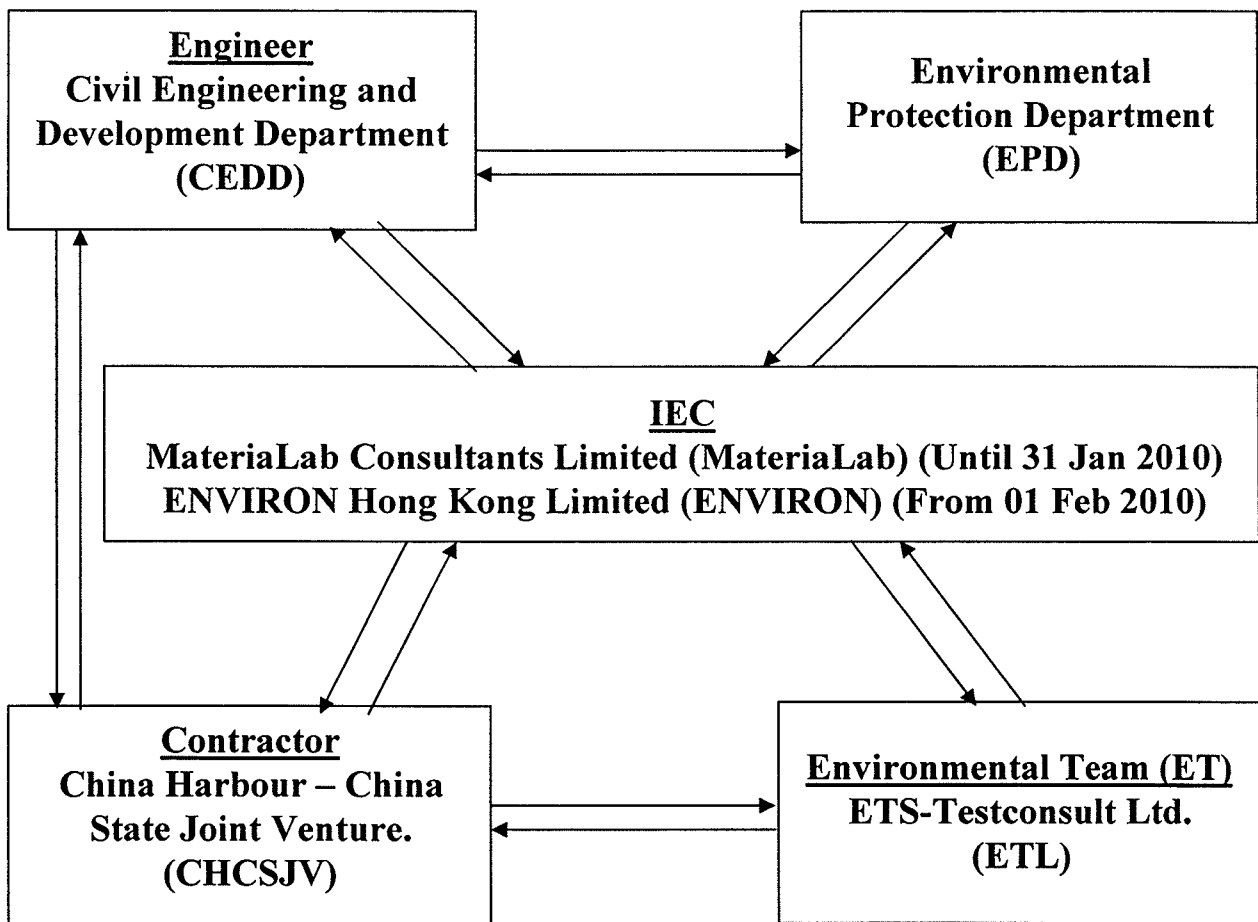 Engineer
Civil Engineering and
Development Department
(CEDD)
Environmental
Protection Department
(EPD)
IEC
MateriaLab Consultants Limited (MateriaLab) (Until 31 Jan 2010)
ENVIRON Hong Kong Limited (ENVIRON) (From 01 Feb 2010)
Contractor
China Harbour – China
State Joint Venture.
(CHCSJV)
Environmental Team (ET)
ETS-Testconsult Ltd.
(ETL)